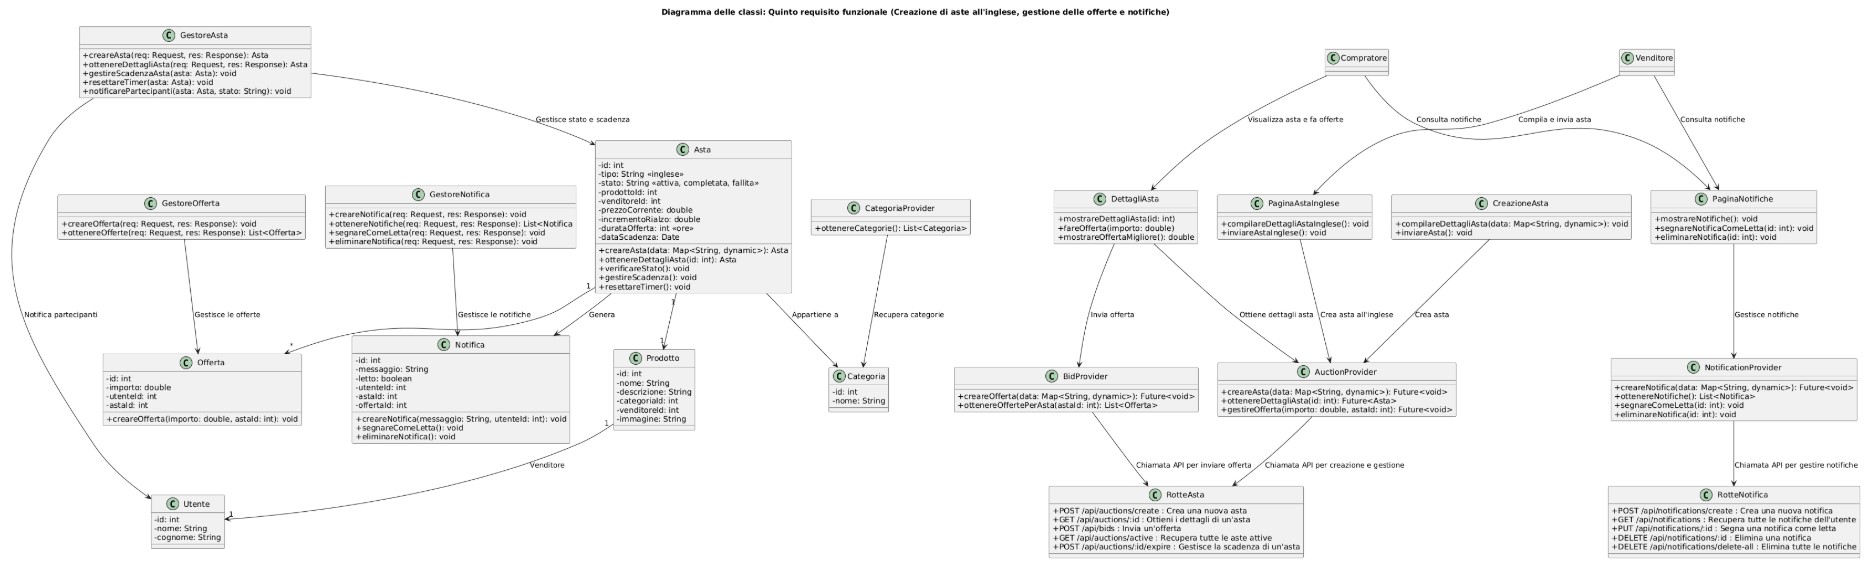 Diagramma delle classi: Quinto requisito funzionale (Creazione di aste all'inglese, gestione delle offerte e notifiche)
C GestoreAsta
+creareAsta(req: Request, res: Response): Asta
+ottenereDettagliAsta(req: Request, res: Response): Asta
+gestireScadenzaAsta(asta: Asta): void
+resettareTimer(asta: Asta): void
+notificarePartecipanti(asta: Asta, stato: String): void
C Compratore
C Venditore
Gestisce stato e scadenza
Visualizza asta e fa offerte
Consulta notifiche
Compila e invia asta
Consulta notifiche
C Asta
-id: int
-tipo: String «inglese»
-stato: String «attiva, completata, fallita»
-prodottoId: int
-venditoreId: int
-prezzoCorrente: double
-incrementoRialzo: double
-durataOfferta: int «ore»
-dataScadenza: Date
+creareAsta(data: Map<String, dynamic>): Asta
+ottenereDettagliAsta(id: int): Asta
+verificareStato(): void
+gestireScadenza(): void
+resettareTimer(): void
C GestoreOfferta
+creareOfferta(req: Request, res: Response): void
+ottenereOfferte(req: Request, res: Response): List<Offerta>
C GestoreNotifica
+creareNotifica(req: Request, res: Response): void
+ottenereNotifiche(req: Request, res: Response): List<Notifica
+segnareComeLetta(req: Request, res: Response): void
+eliminareNotifica(req: Request, res: Response): void
C CategoriaProvider
+ottenereCategorie(): List<Categoria>
C DettagliAsta
+mostrareDettagliAsta(id: int)
+fareOfferta(importo: double)
+mostrareOffertaMigliore(): double
C PaginaAstaInglese
+compilareDettagliAstaInglese(): void
+inviareAstaInglese(): void
C CreazioneAsta
+compilareDettagliAsta(data: Map<String, dynamic>): void
+inviareAsta(): void
C PaginaNotifiche
+mostrareNotifiche(): void
+segnareNotificaComeLetta(id: int): void
+eliminareNotifica(id: int): void
1
1
Notifica partecipanti
Gestisce le offerte
Gestisce le notifiche
Genera
Appartiene a
Recupera categorie
Invia offerta
Ottiene dettagli asta
Crea asta all'inglese
Crea asta
Gestisce notifiche
*
1
C Offerta
-id: int
-importo: double
-utenteId: int
-astaId: int
+creareOfferta(importo: double, astaId: int): void
C Notifica
-id: int
-messaggio: String
-letto: boolean
-utenteId: int
-astaId: int
-offertaId: int
+creareNotifica(messaggio: String, utenteId: int): void
+segnareComeLetta(): void
+eliminareNotifica(): void
C Prodotto
-id: int
-nome: String
-descrizione: String
-categoriaId: int
-venditoreId: int
-immagine: String
C Categoria
-id: int
-nome: String
C BidProvider
+creareOfferta(data: Map<String, dynamic>): Future<void>
+ottenereOffertePerAsta(astaId: int): List<Offerta>
C AuctionProvider
+creareAsta(data: Map<String, dynamic>): Future<void>
+ottenereDettagliAsta(id: int): Future<Asta>
+gestireOfferta(importo: double, astaId: int): Future<void>
C NotificationProvider
+creareNotifica(data: Map<String, dynamic>): Future<void>
+ottenereNotifiche(): List<Notifica>
+segnareComeLetta(id: int): void
+eliminareNotifica(id: int): void
1
Venditore
Chiamata API per inviare offerta
Chiamata API per creazione e gestione
Chiamata API per gestire notifiche
1
C Utente
-id: int
-nome: String
-cognome: String
C RotteAsta
+POST /api/auctions/create : Crea una nuova asta
+GET /api/auctions/:id : Ottieni i dettagli di un'asta
+POST /api/bids : Invia un'offerta
+GET /api/auctions/active : Recupera tutte le aste attive
+POST /api/auctions/:id/expire : Gestisce la scadenza di un'asta
C RotteNotifica
+POST /api/notifications/create : Crea una nuova notifica
+GET /api/notifications : Recupera tutte le notifiche dell'utente
+PUT /api/notifications/:id : Segna una notifica come letta
+DELETE /api/notifications/:id : Elimina una notifica
+DELETE /api/notifications/delete-all : Elimina tutte le notifiche